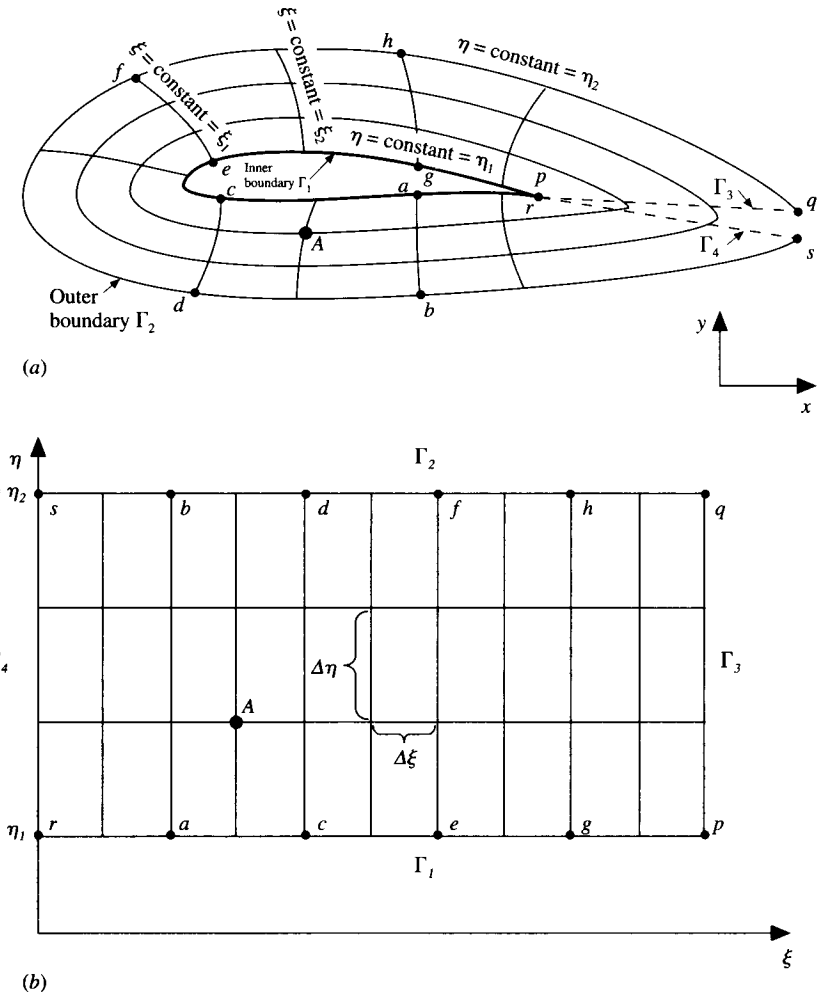 h
η = constant = η₂
ξ = constant = ξ₂
ξ = constant = ξ₁
f
η = constant = η₁
e
Inner
boundary Γ₁
g
p
c
a
r
Γ₃
q
Γ₄
s
A
Outer
boundary Γ₂
d
b
y
x
(a)
η
Γ₂
η₂
s
b
d
f
h
q
₄
Δη
Γ₃
A
Δξ
η₁
r
a
c
e
g
p
Γ₁
ξ
(b)